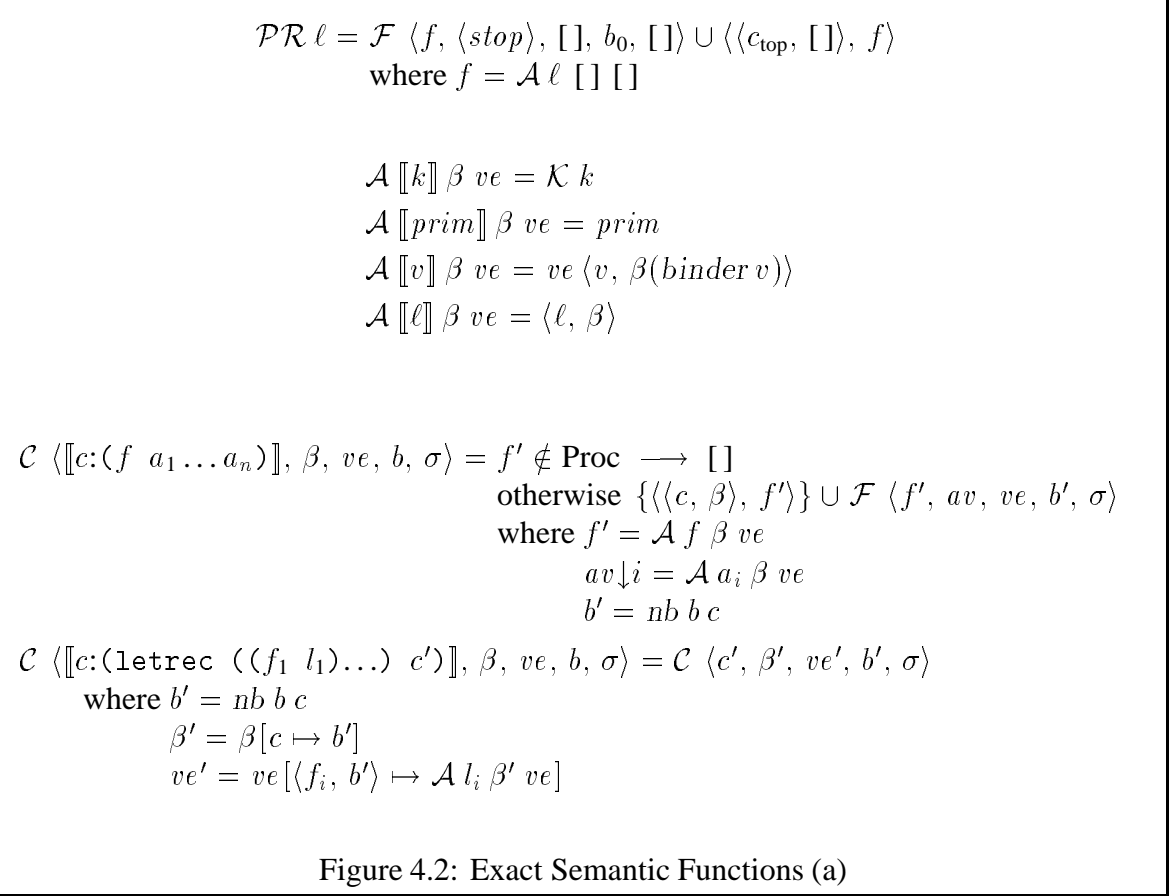 𝒫ℛ ℓ = ℱ ⟨f, ⟨stop⟩, [ ], b₀, [ ]⟩ ∪ ⟨⟨c_top, [ ]⟩, f⟩
where f = 𝒜 ℓ [ ] [ ]
𝒜 ⟦k⟧ β ve = 𝒦 k
𝒜 ⟦prim⟧ β ve = prim
𝒜 ⟦v⟧ β ve = ve ⟨v, β(binder v)⟩
𝒜 ⟦ℓ⟧ β ve = ⟨ℓ, β⟩
𝒞 ⟨⟦c:(f a₁ … aₙ)⟧, β, ve, b, σ⟩ = f′ ∉ Proc ⟶ [ ]
otherwise {⟨⟨c, β⟩, f′⟩} ∪ ℱ ⟨f′, av, ve, b′, σ⟩
where f′ = 𝒜 f β ve
av↓i = 𝒜 aᵢ β ve
b′ = nb b c
𝒞 ⟨⟦c:(letrec ((f₁ l₁)...) c′)⟧, β, ve, b, σ⟩ = 𝒞 ⟨c′, β′, ve′, b′, σ⟩
where b′ = nb b c
β′ = β[c ↦ b′]
ve′ = ve[⟨fᵢ, b′⟩ ↦ 𝒜 lᵢ β′ ve]
Figure 4.2: Exact Semantic Functions (a)